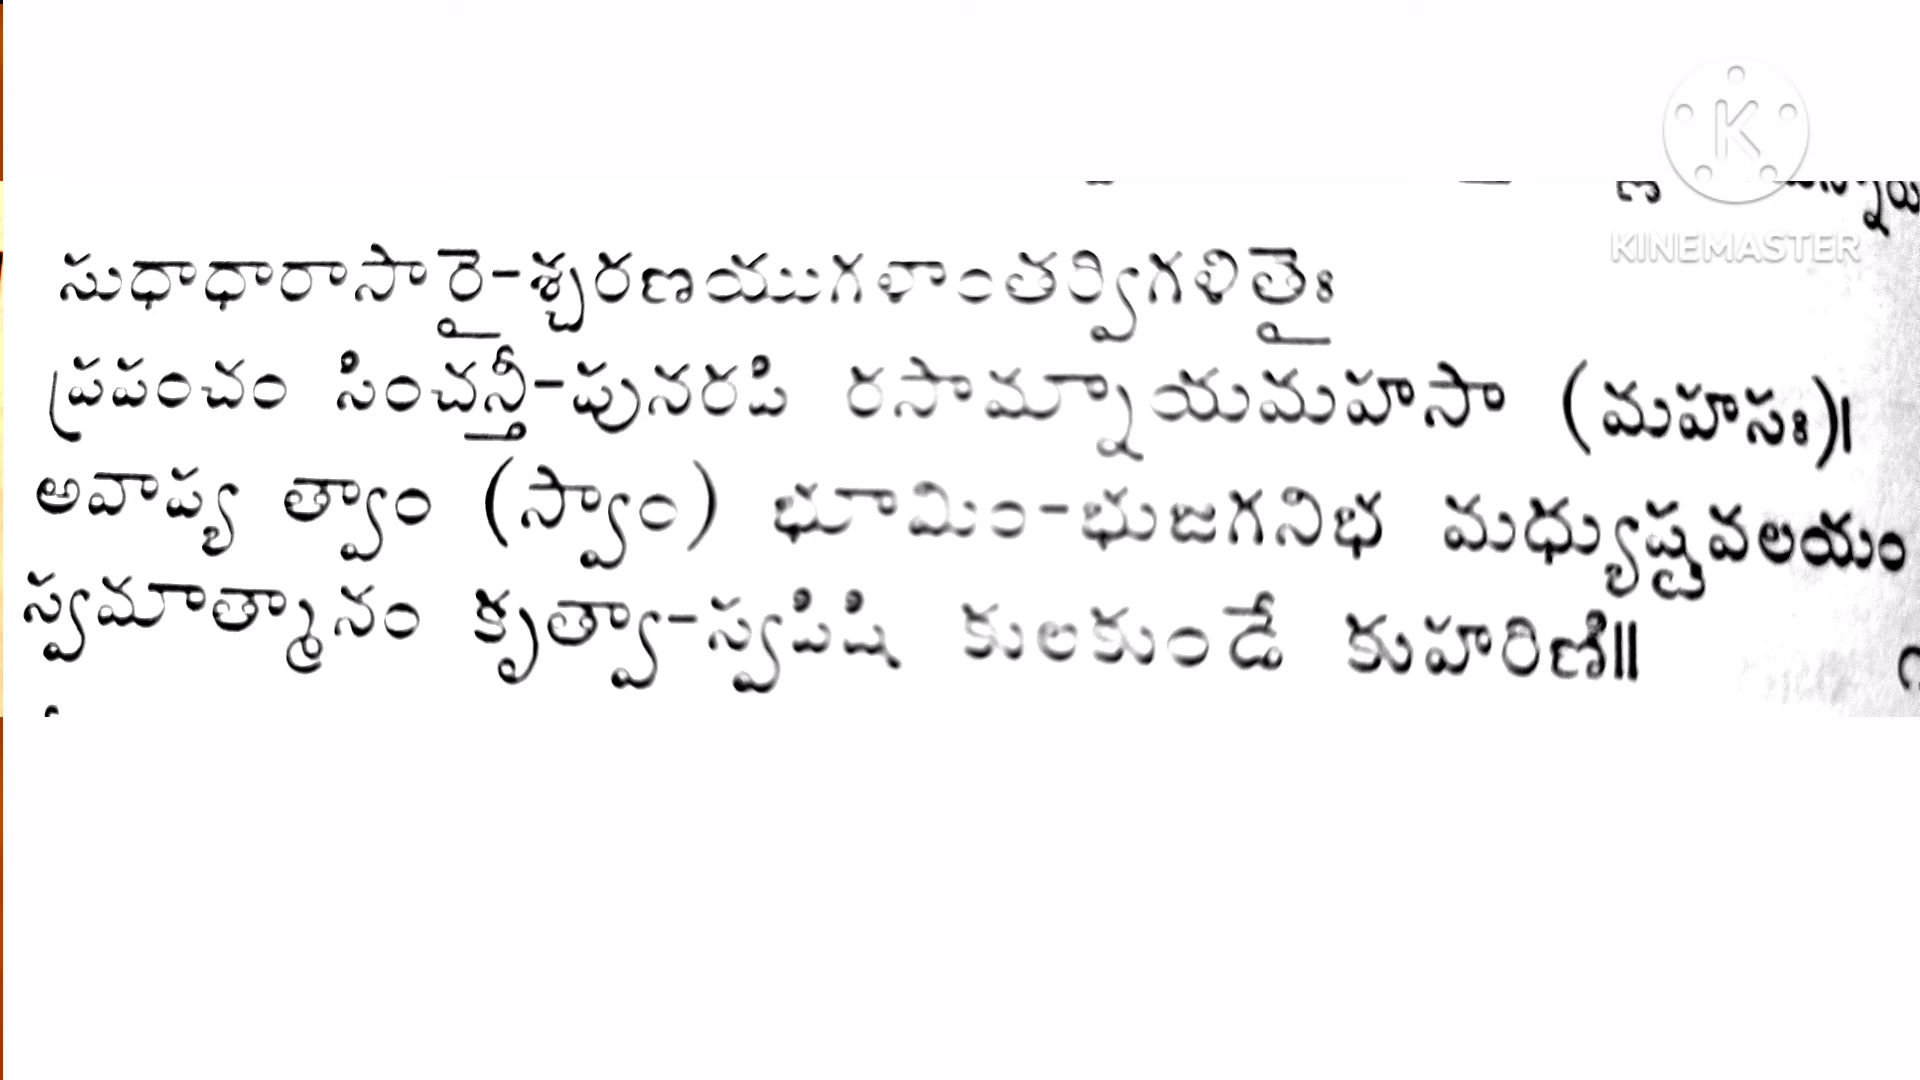 KINEMASTER
సుధాధారాసారై-శ్చరణయుగళాంతర్విగళితైః
ప్రపంచం సించన్తీ-పునరపి రసామ్నాయమహసా (మహసః)।
అవాప్య త్వాం (స్వాం) భూమిం-భుజగనిభ మధ్యుష్టవలయం
స్వమాత్మానం కృత్వా-స్వపిషి కులకుండే కుహరిణి॥